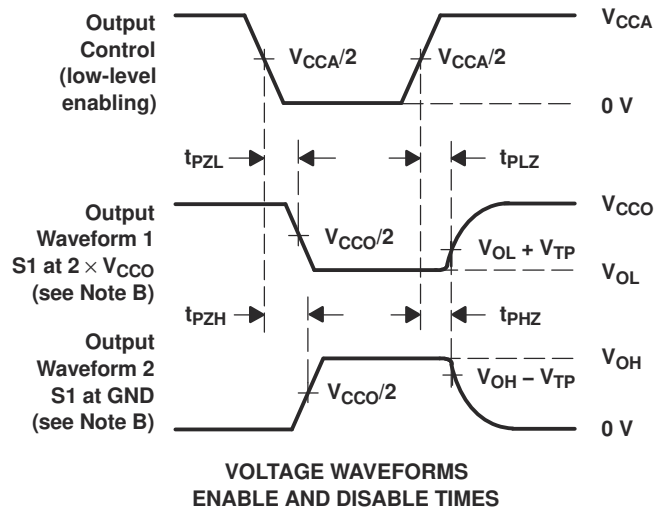 Output
Control
(low-level
enabling)
VCCA/2
VCCA/2
VCCA
0 V
tPZL
tPLZ
Output
Waveform 1
S1 at 2 × VCCO
(see Note B)
VCCO/2
VCCO
VOL + VTP
VOL
tPZH
tPHZ
Output
Waveform 2
S1 at GND
(see Note B)
VCCO/2
VOH
VOH − VTP
0 V
VOLTAGE WAVEFORMS
ENABLE AND DISABLE TIMES